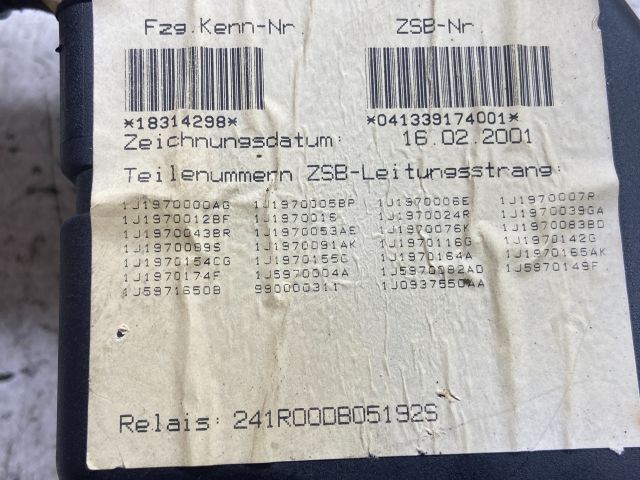 Fzg.Kenn-Nr. ZSB-Nr.
*18314298* *041339174001*
Zeichnungsdatum: 16.02.2001
Teilenummern ZSB-Leitungsstrang:
1J1970000AG 1J1970005BP 1J1970006E 1J1970007R
1J1970012BF 1J1970016 1J1970024R 1J1970039GA
1J1970043BR 1J1970053AE 1J1970076K 1J1970083BD
1J1970089S 1J1970091AK 1J1970116G 1J1970142G
1J1970154CG 1J1970155C 1J1970164A 1J1970165AK
1J1970174F 1J5970004A 1J5970082AD 1J5970149F
1J5971650B 990000311 1J0937550AA
Relais: 241R00DB05192S